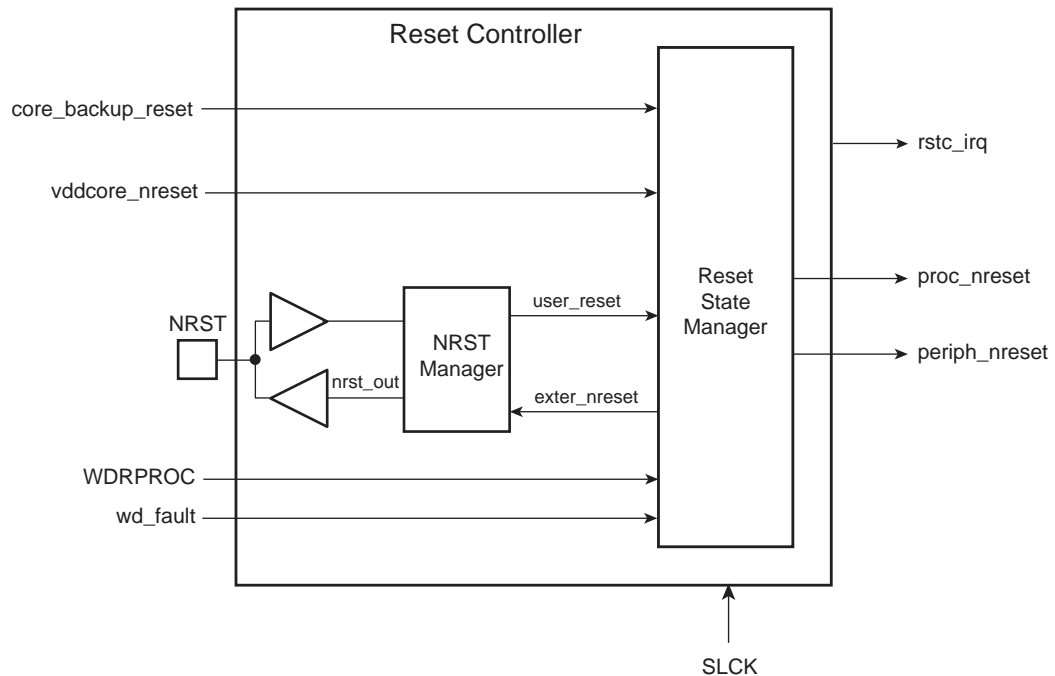 Reset Controller
core_backup_reset
rstc_irq
vddcore_nreset
Reset
State
Manager
proc_nreset
user_reset
NRST
NRST
Manager
periph_nreset
nrst_out
exter_nreset
WDRPROC
wd_fault
SLCK